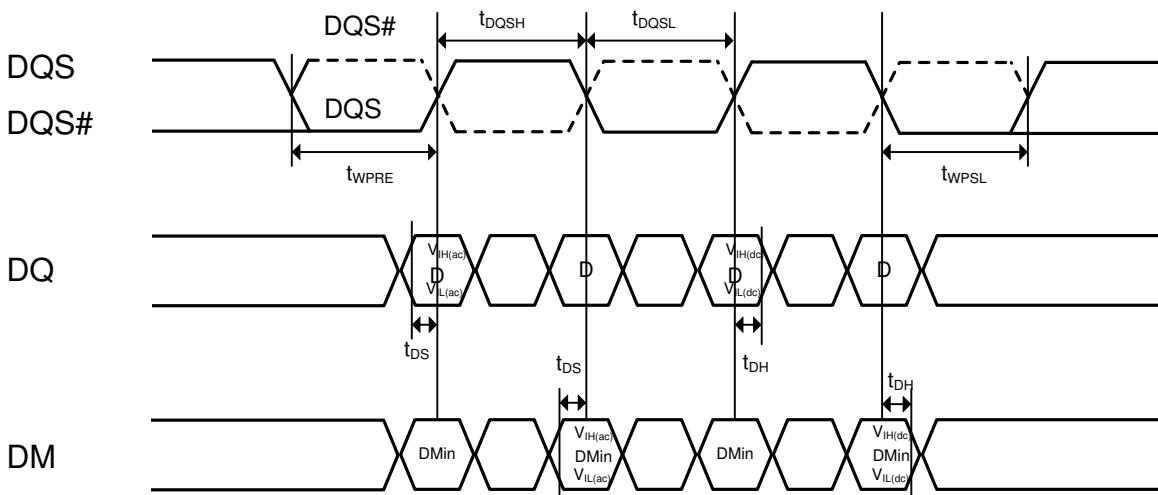 DQS#
tDQSH
tDQSL
DQS
DQS
DQS#
tWPRE
tWPSL
DQ
VIH(ac)
D
VIL(ac)
D
VIH(dc)
D
VIL(dc)
D
tDS
tDS
tDH
tDH
DM
DMin
VIH(ac)
DMin
VIL(ac)
DMin
VIH(dc)
DMin
VIL(dc)